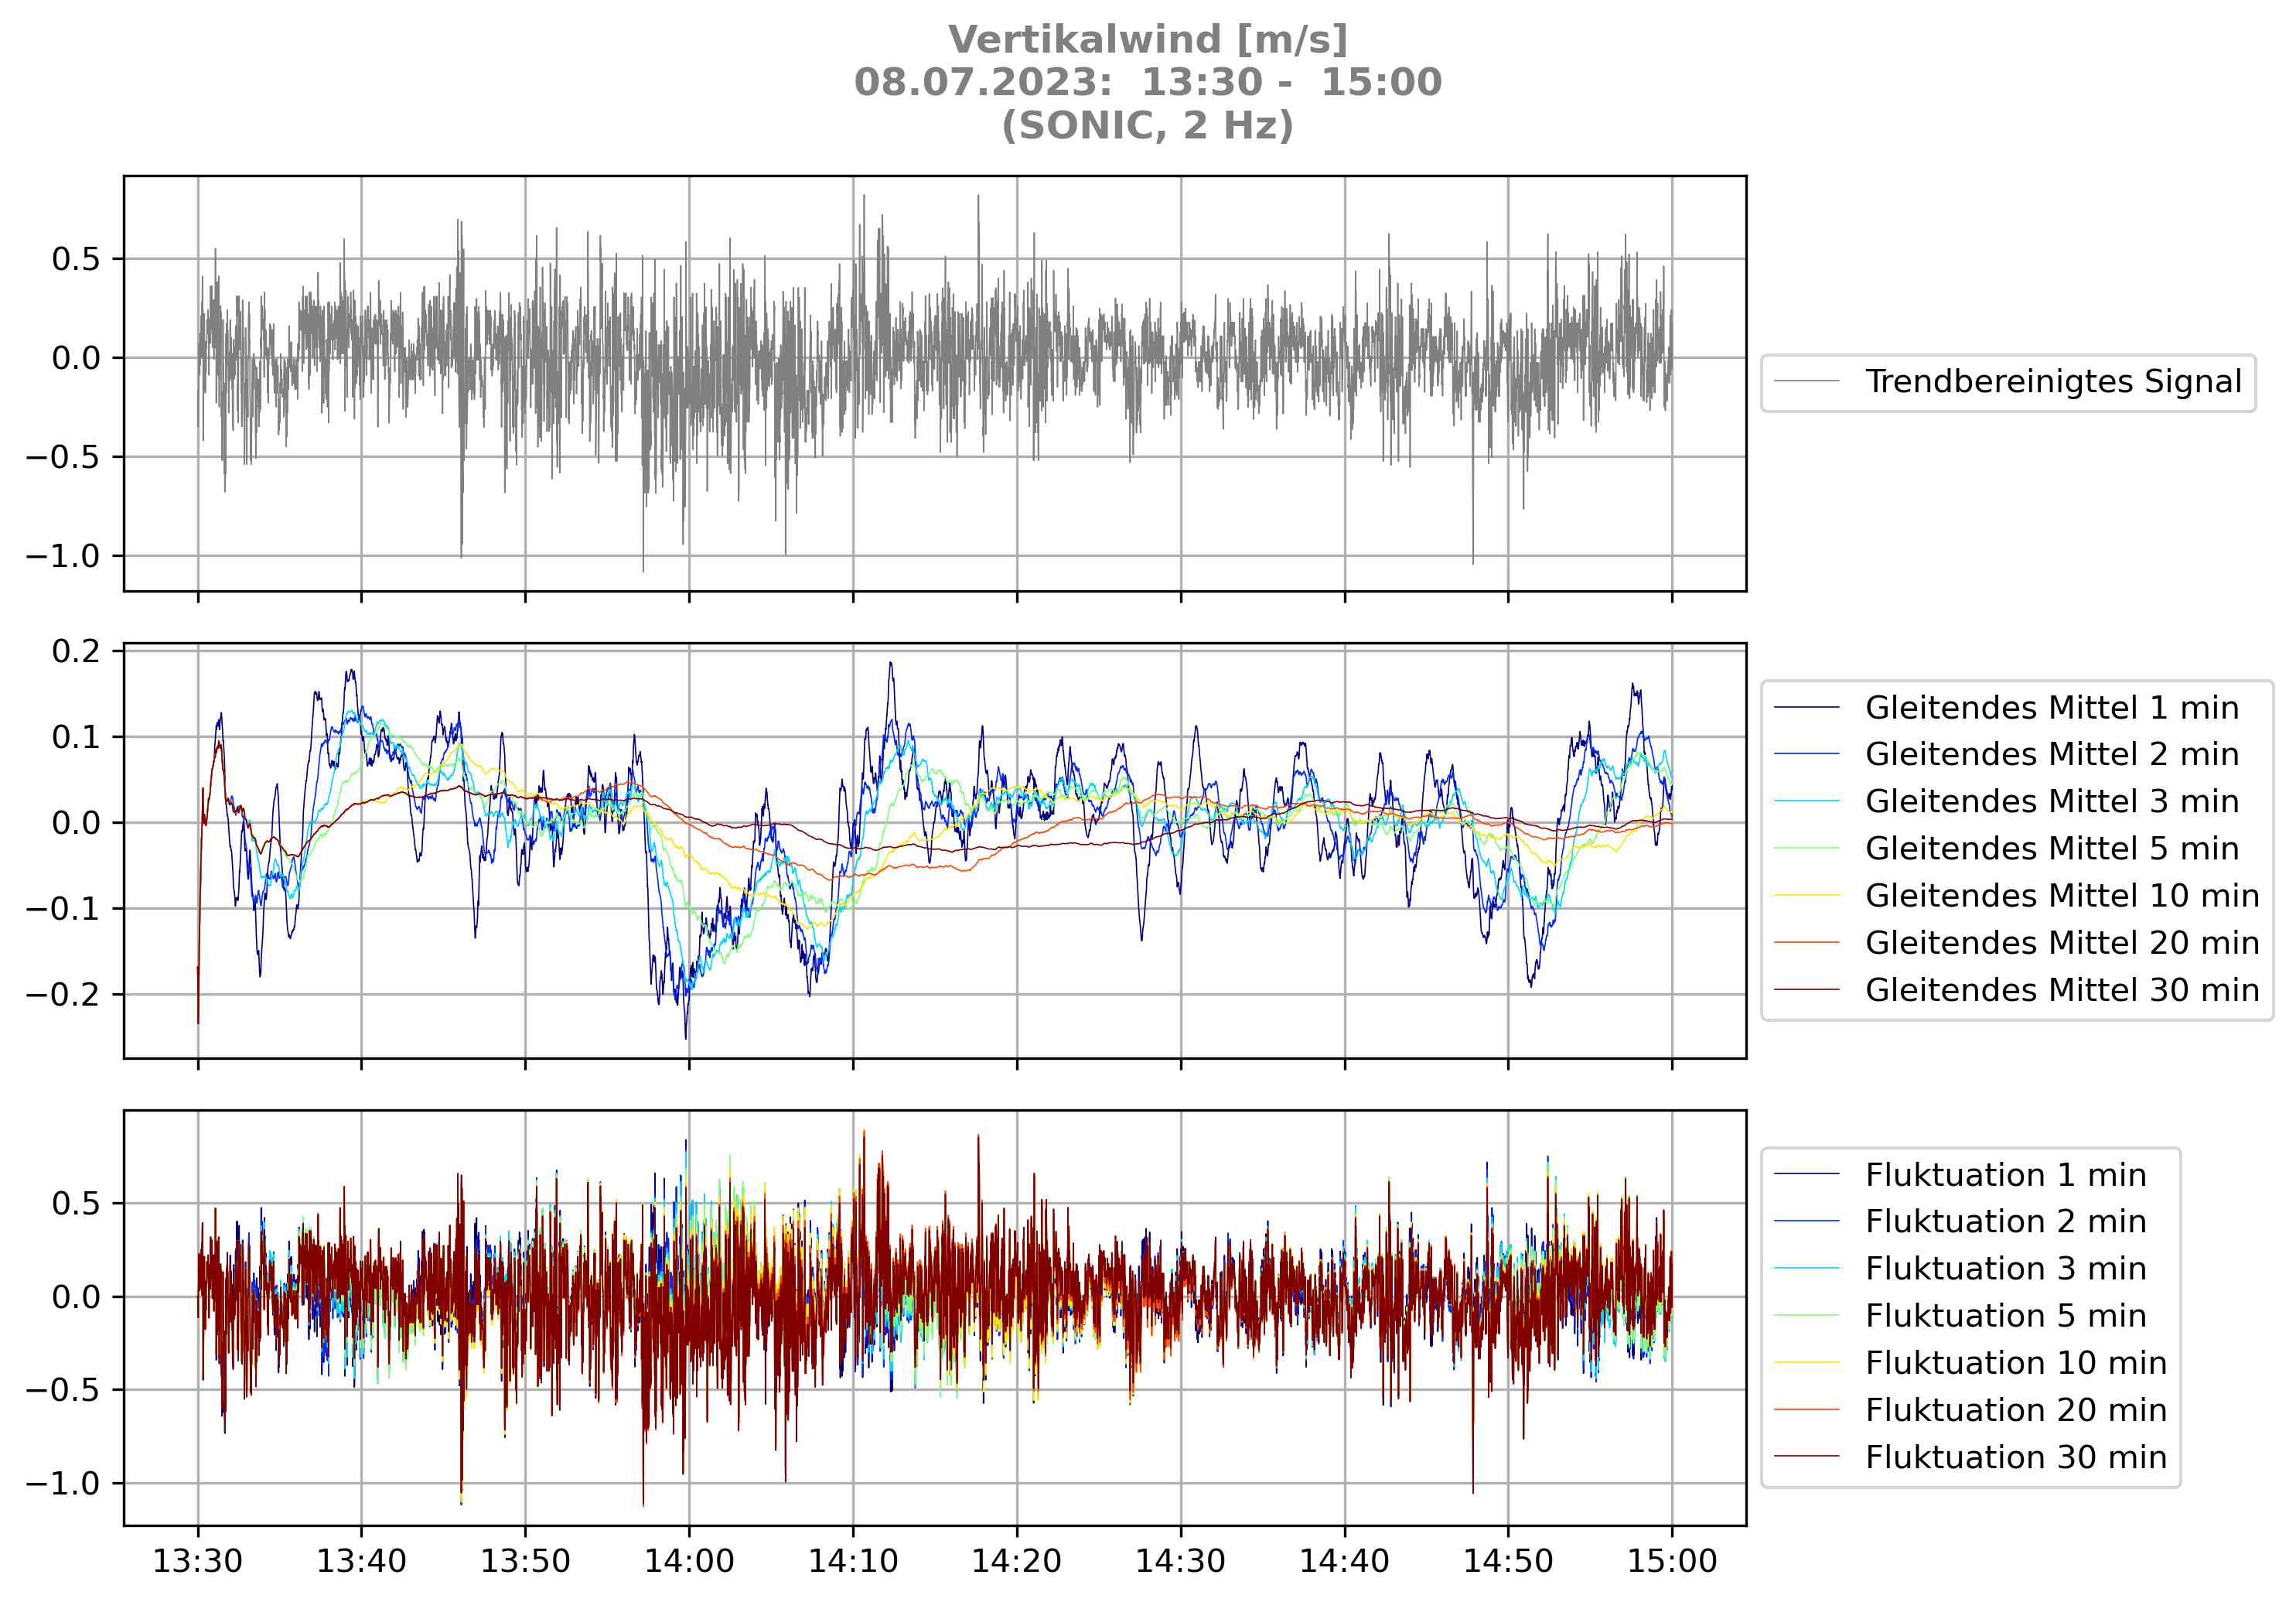 Vertikalwind [m/s]
08.07.2023:  13:30 -  15:00
(SONIC, 2 Hz)
0.5
0.0
−0.5
−1.0
Trendbereinigtes Signal
0.2
0.1
0.0
−0.1
−0.2
Gleitendes Mittel 1 min
Gleitendes Mittel 2 min
Gleitendes Mittel 3 min
Gleitendes Mittel 5 min
Gleitendes Mittel 10 min
Gleitendes Mittel 20 min
Gleitendes Mittel 30 min
0.5
0.0
−0.5
−1.0
Fluktuation 1 min
Fluktuation 2 min
Fluktuation 3 min
Fluktuation 5 min
Fluktuation 10 min
Fluktuation 20 min
Fluktuation 30 min
13:30 13:40 13:50 14:00 14:10 14:20 14:30 14:40 14:50 15:00